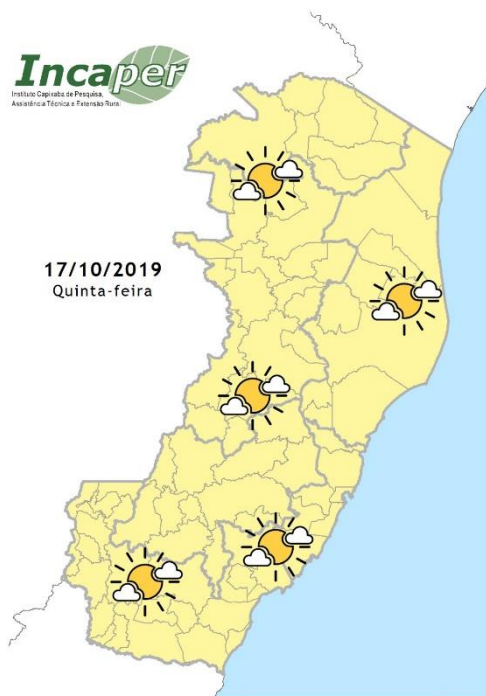 Incaper
Instituto Capixaba de Pesquisa,
Assistência Técnica e Extensão Rural
17/10/2019
Quinta-feira